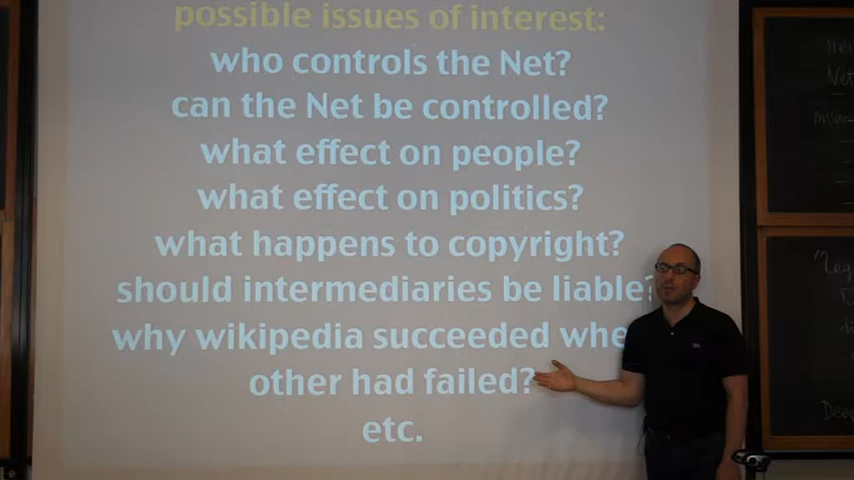 possible issues of interest:
who controls the Net?
can the Net be controlled?
what effect on people?
what effect on politics?
what happens to copyright?
should intermediaries be liable?
why wikipedia succeeded
other had failed?
etc.